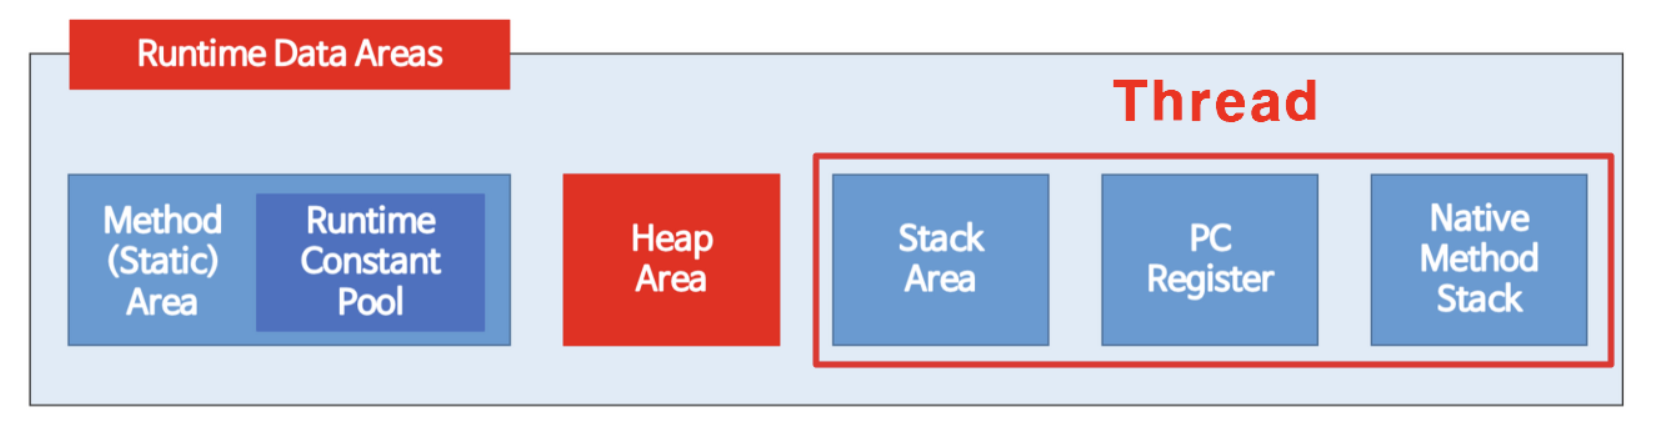 Runtime Data Areas
Thread
Method
(Static)
Area
Runtime
Constant
Pool
Heap
Area
Stack
Area
PC
Register
Native
Method
Stack